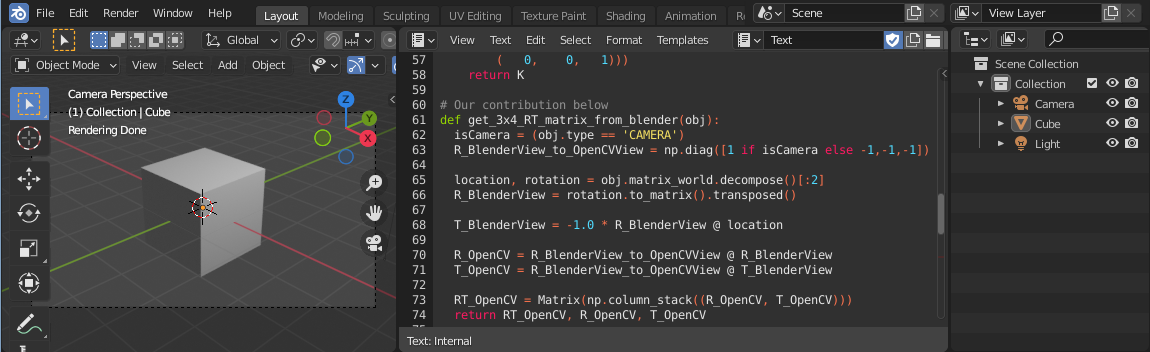 File Edit Render Window Help Layout Modeling Sculpting UV Editing Texture Paint Shading Animation Scene View Layer
Global View Text Edit Select Format Templates Text
Object Mode View Select Add Object
Camera Perspective
(1) Collection | Cube
Rendering Done
Z
Y
X
57 ( 0, 0, 1)))
58 return K
59
60 # Our contribution below
61 def get_3x4_RT_matrix_from_blender(obj):
62 isCamera = (obj.type == 'CAMERA')
63 R_BlenderView_to_OpenCVView = np.diag([1 if isCamera else -1,-1,-1])
64
65 location, rotation = obj.matrix_world.decompose()[:2]
66 R_BlenderView = rotation.to_matrix().transposed()
67
68 T_BlenderView = -1.0 * R_BlenderView @ location
69
70 R_OpenCV = R_BlenderView_to_OpenCVView @ R_BlenderView
71 T_OpenCV = R_BlenderView_to_OpenCVView @ T_BlenderView
72
73 RT_OpenCV = Matrix(np.column_stack((R_OpenCV, T_OpenCV)))
74 return RT_OpenCV, R_OpenCV, T_OpenCV
Text: Internal
Scene Collection
Collection
Camera
Cube
Light